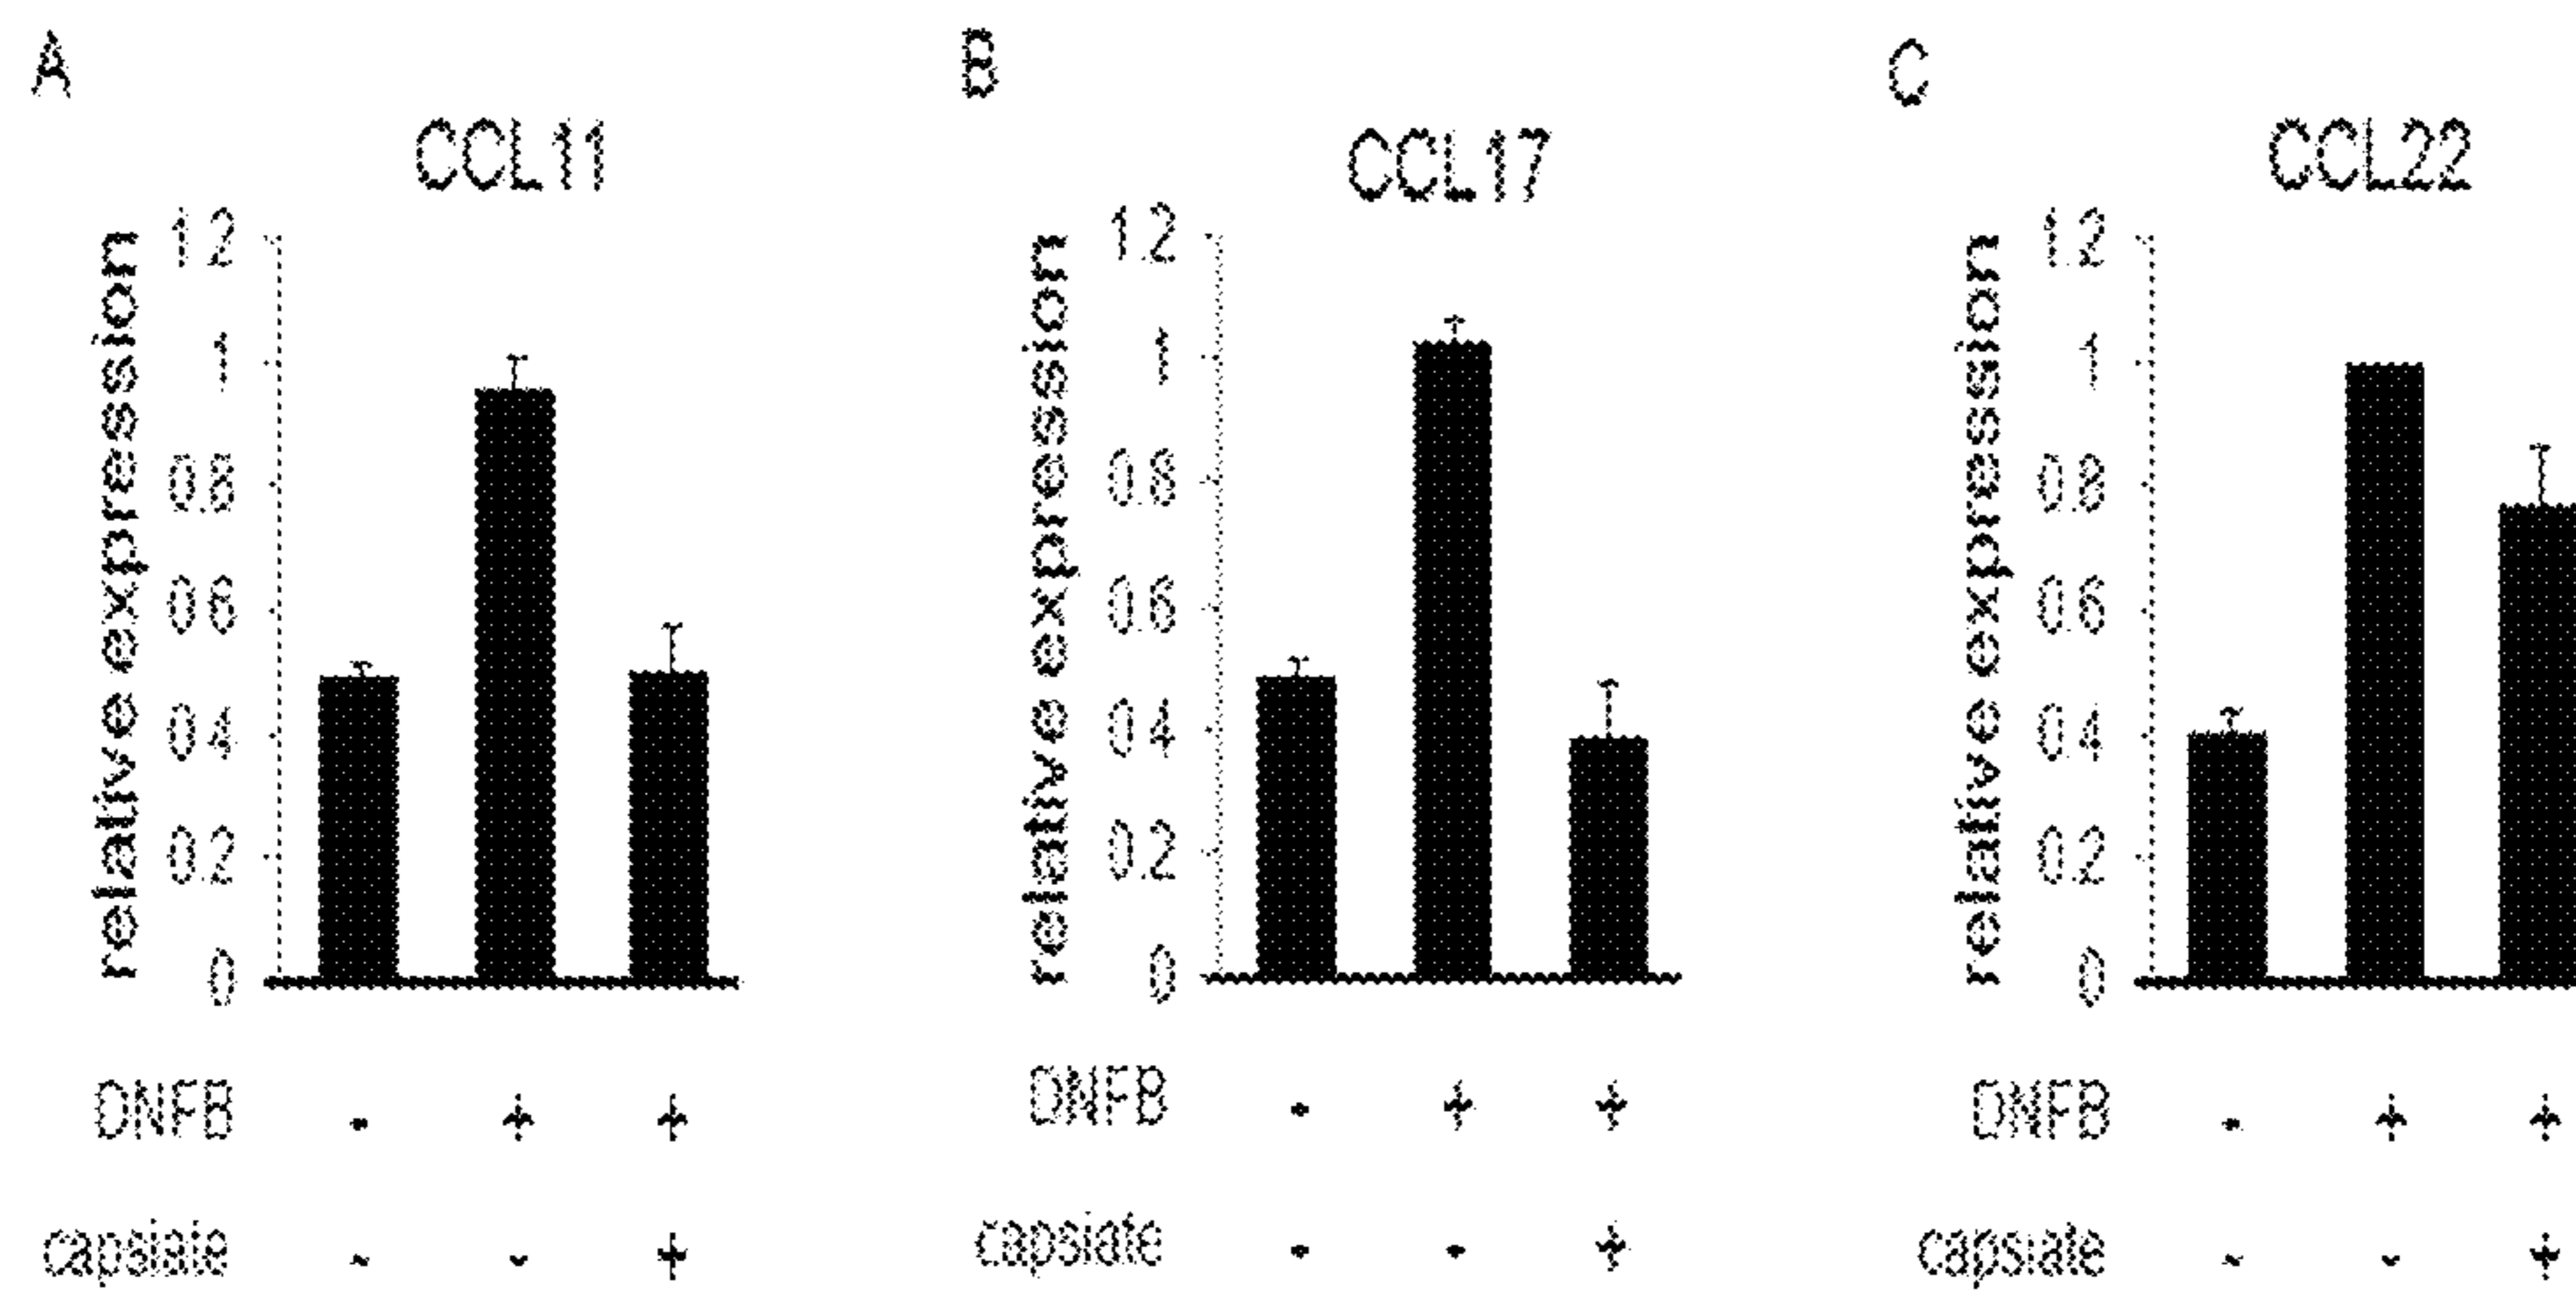 A
CCL11
relative expression
1.2
1
0.8
0.6
0.4
0.2
0
DNFB - + +
capsiate - - +
B
CCL17
relative expression
1.2
1
0.8
0.6
0.4
0.2
0
DNFB - + +
capsiate - - +
C
CCL22
relative expression
1.2
1
0.8
0.6
0.4
0.2
0
DNFB - + +
capsiate - - +